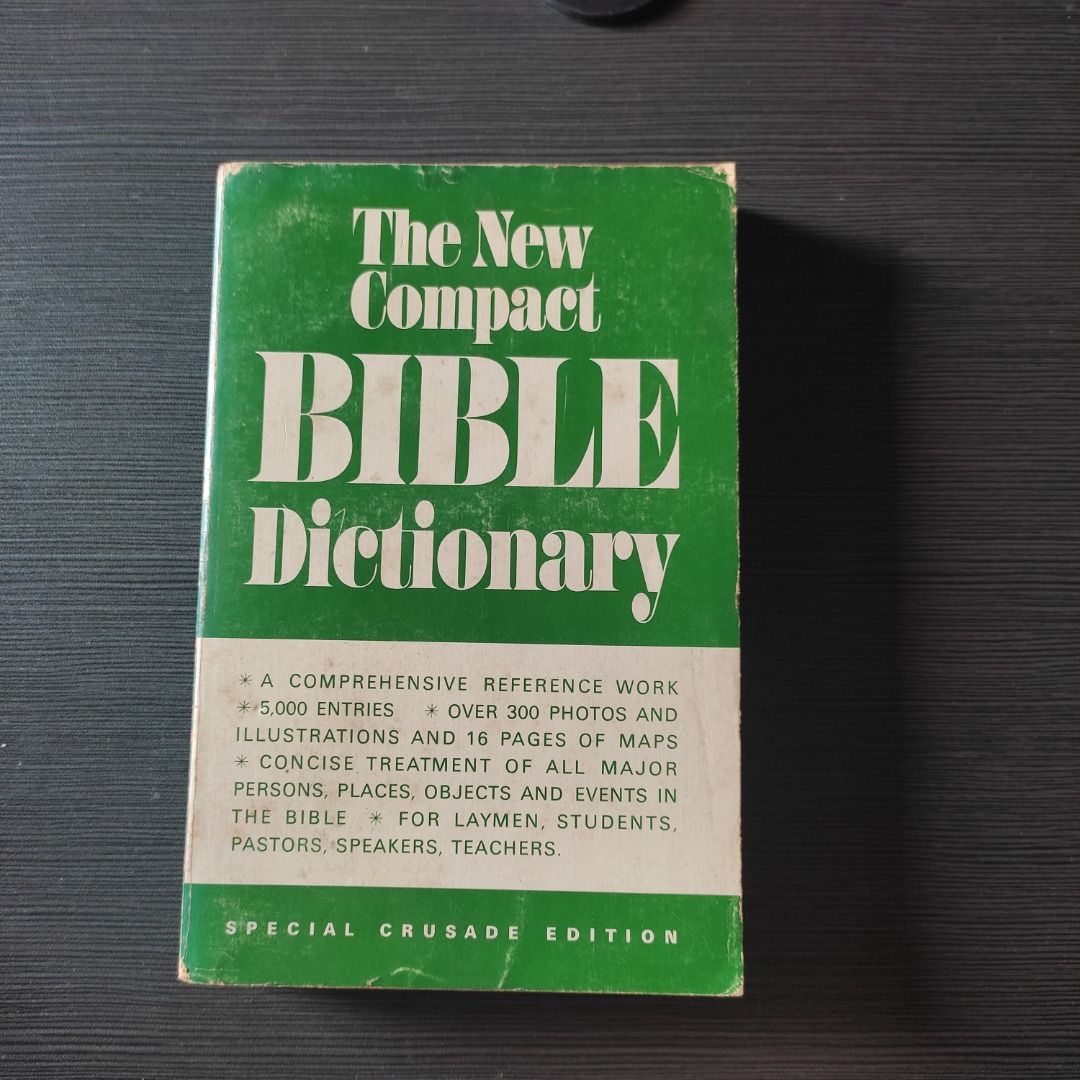 The New
Compact
BIBLE
Dictionary
✳ A COMPREHENSIVE REFERENCE WORK
✳ 5,000 ENTRIES ✳ OVER 300 PHOTOS AND
ILLUSTRATIONS AND 16 PAGES OF MAPS
✳ CONCISE TREATMENT OF ALL MAJOR
PERSONS, PLACES, OBJECTS AND EVENTS IN
THE BIBLE ✳ FOR LAYMEN, STUDENTS,
PASTORS, SPEAKERS, TEACHERS.
SPECIAL CRUSADE EDITION